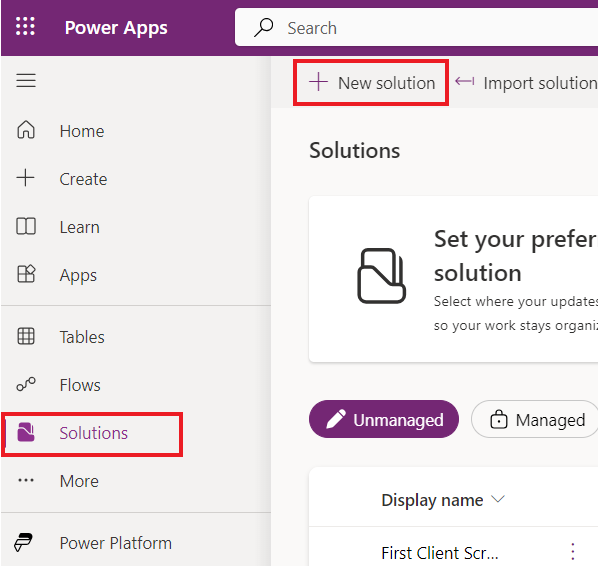 Power Apps
Search
New solution
Import solution
Home
Create
Learn
Apps
Tables
Flows
Solutions
More
Power Platform
Solutions
Set your prefer
solution
Select where your updates
so your work stays organiz
Unmanaged
Managed
Display name
First Client Scr...